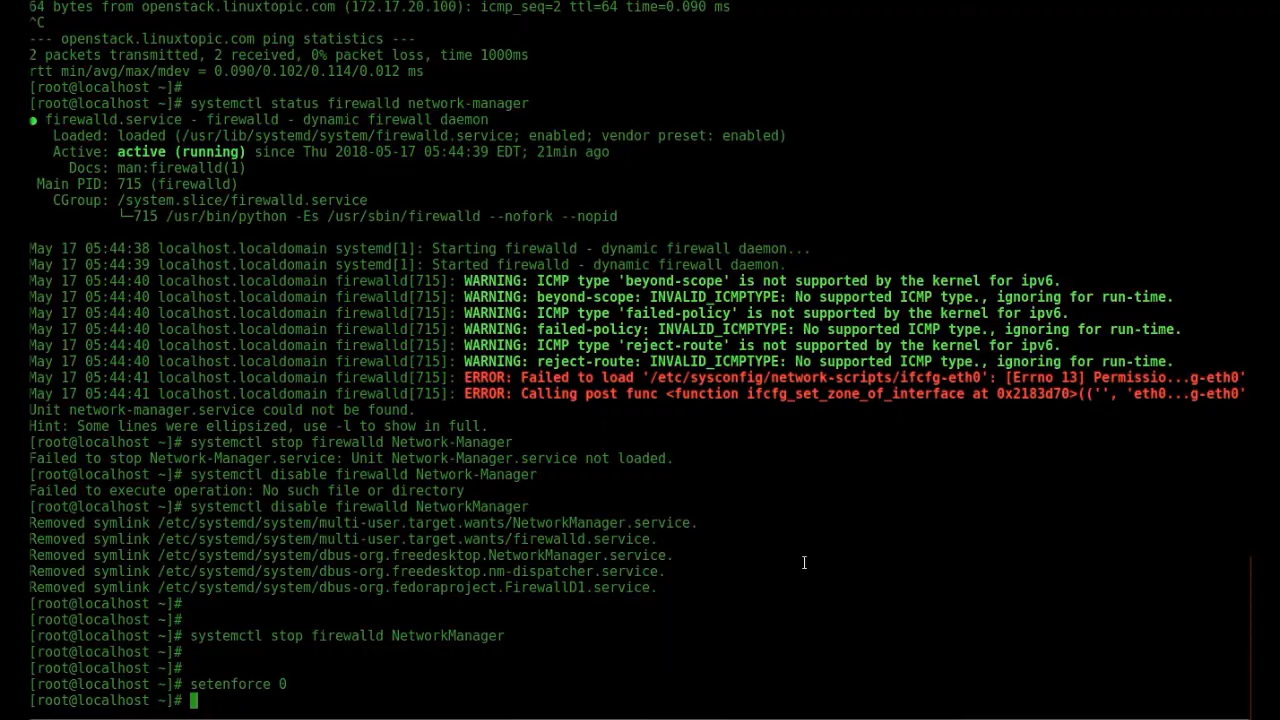 64 bytes from openstack.linuxtopic.com (172.17.20.100): icmp_seq=2 ttl=64 time=0.090 ms
^C
--- openstack.linuxtopic.com ping statistics ---
2 packets transmitted, 2 received, 0% packet loss, time 1000ms
rtt min/avg/max/mdev = 0.090/0.102/0.114/0.012 ms
[root@localhost ~]#
[root@localhost ~]# systemctl status firewalld network-manager
● firewalld.service - firewalld - dynamic firewall daemon
   Loaded: loaded (/usr/lib/systemd/system/firewalld.service; enabled; vendor preset: enabled)
   Active: active (running) since Thu 2018-05-17 05:44:39 EDT; 21min ago
     Docs: man:firewalld(1)
 Main PID: 715 (firewalld)
   CGroup: /system.slice/firewalld.service
           └─715 /usr/bin/python -Es /usr/sbin/firewalld --nofork --nopid
May 17 05:44:38 localhost.localdomain systemd[1]: Starting firewalld - dynamic firewall daemon...
May 17 05:44:39 localhost.localdomain systemd[1]: Started firewalld - dynamic firewall daemon.
May 17 05:44:40 localhost.localdomain firewalld[715]: WARNING: ICMP type 'beyond-scope' is not supported by the kernel for ipv6.
May 17 05:44:40 localhost.localdomain firewalld[715]: WARNING: beyond-scope: INVALID_ICMPTYPE: No supported ICMP type., ignoring for run-time.
May 17 05:44:40 localhost.localdomain firewalld[715]: WARNING: ICMP type 'failed-policy' is not supported by the kernel for ipv6.
May 17 05:44:40 localhost.localdomain firewalld[715]: WARNING: failed-policy: INVALID_ICMPTYPE: No supported ICMP type., ignoring for run-time.
May 17 05:44:40 localhost.localdomain firewalld[715]: WARNING: ICMP type 'reject-route' is not supported by the kernel for ipv6.
May 17 05:44:40 localhost.localdomain firewalld[715]: WARNING: reject-route: INVALID_ICMPTYPE: No supported ICMP type., ignoring for run-time.
May 17 05:44:41 localhost.localdomain firewalld[715]: ERROR: Failed to load '/etc/sysconfig/network-scripts/ifcfg-eth0': [Errno 13] Permissio...g-eth0'
May 17 05:44:41 localhost.localdomain firewalld[715]: ERROR: Calling post func <function ifcfg_set_zone_of_interface at 0x2183d70>(('', 'eth0...g-eth0'
Unit network-manager.service could not be found.
Hint: Some lines were ellipsized, use -l to show in full.
[root@localhost ~]# systemctl stop firewalld Network-Manager
Failed to stop Network-Manager.service: Unit Network-Manager.service not loaded.
[root@localhost ~]# systemctl disable firewalld Network-Manager
Failed to execute operation: No such file or directory
[root@localhost ~]# systemctl disable firewalld NetworkManager
Removed symlink /etc/systemd/system/multi-user.target.wants/NetworkManager.service.
Removed symlink /etc/systemd/system/multi-user.target.wants/firewalld.service.
Removed symlink /etc/systemd/system/dbus-org.freedesktop.NetworkManager.service.
Removed symlink /etc/systemd/system/dbus-org.freedesktop.nm-dispatcher.service.
Removed symlink /etc/systemd/system/dbus-org.fedoraproject.FirewallD1.service.
[root@localhost ~]#
[root@localhost ~]#
[root@localhost ~]# systemctl stop firewalld NetworkManager
[root@localhost ~]#
[root@localhost ~]#
[root@localhost ~]# setenforce 0
[root@localhost ~]#